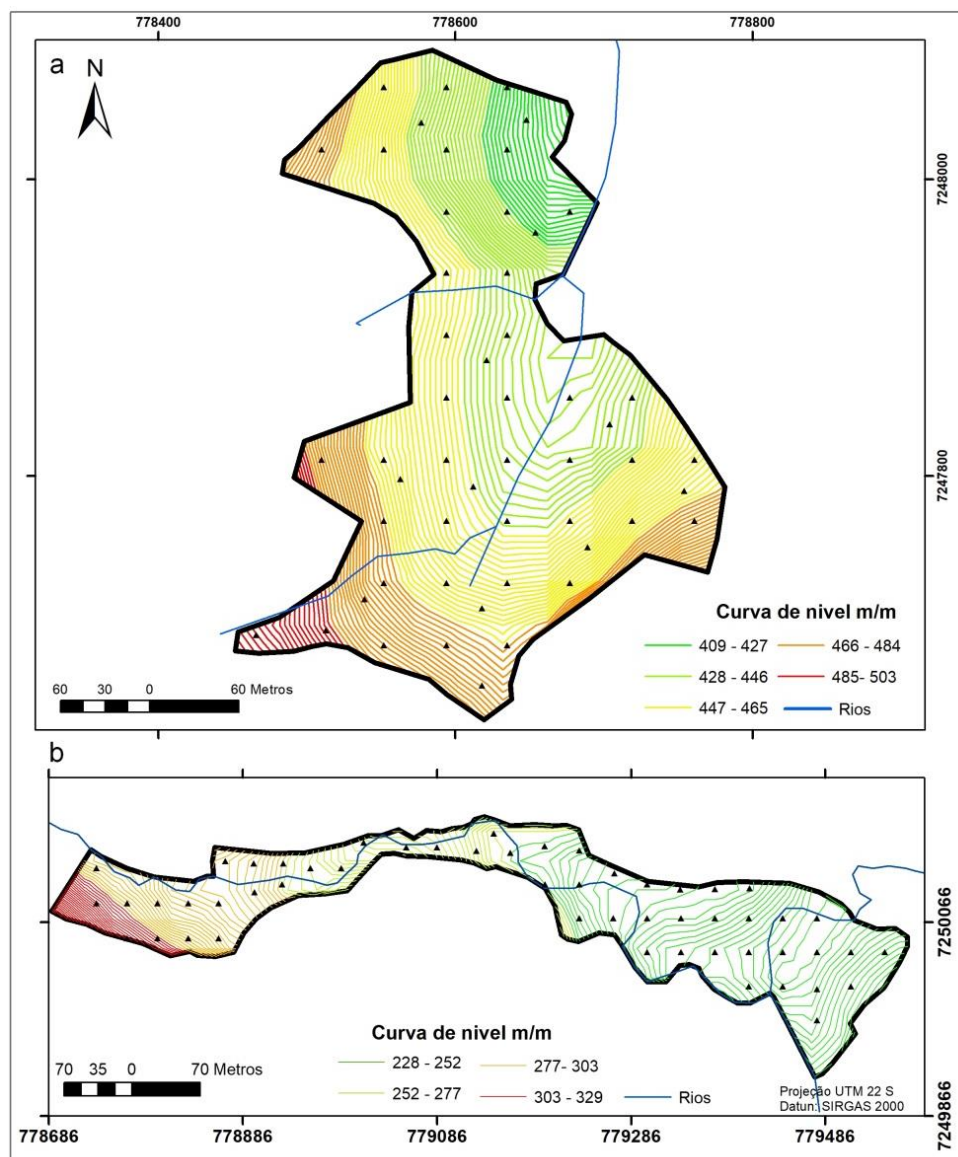 778400 778600 778800
a
N
7248000
7247800
Curva de nivel m/m
409 - 427 466 - 484
428 - 446 485- 503
447 - 465 Rios
60 30 0 60 Metros
b
7250066
Curva de nivel m/m
228 - 252 277- 303
252 - 277 303 - 329 Rios
70 35 0 70 Metros
Projeção UTM 22 S
Datun: SIRGAS 2000
7249866
778686 778886 779086 779286 779486